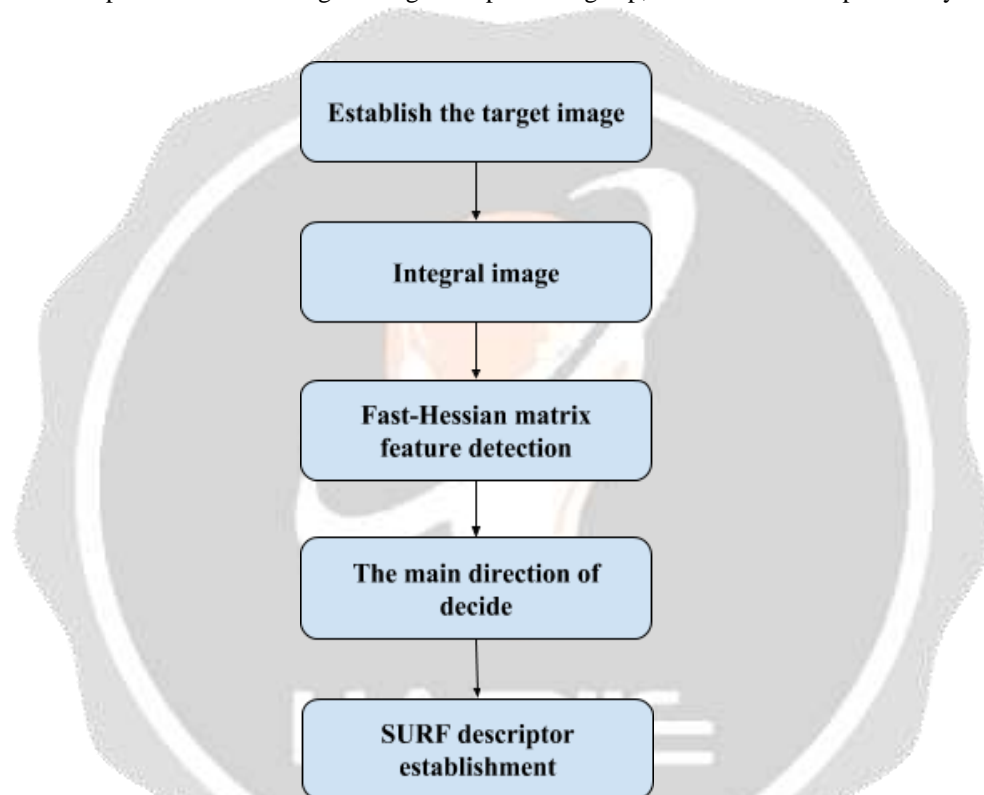 Establish the target image
Integral image
Fast-Hessian matrix
feature detection
The main direction of
decide
SURF descriptor
establishment